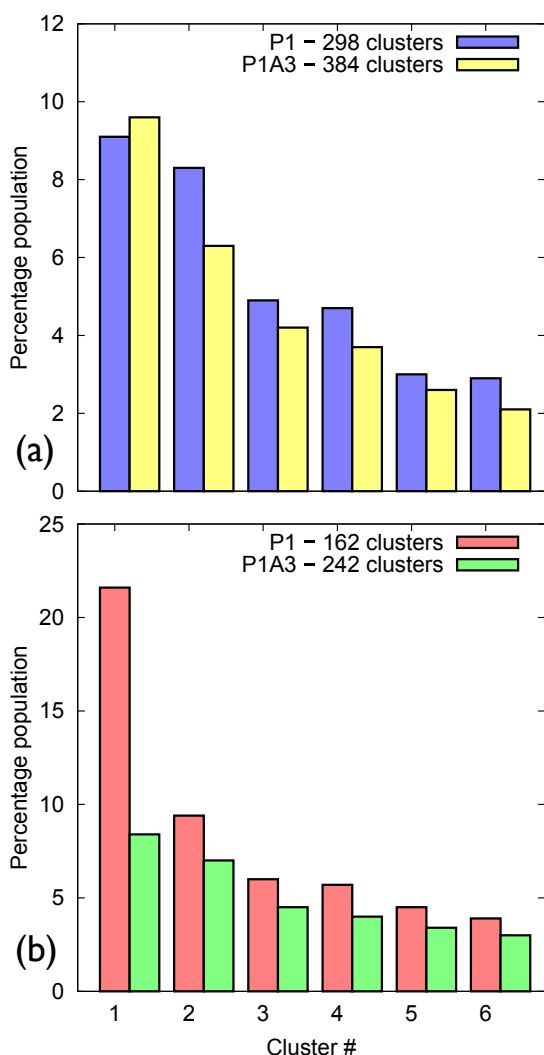 12
P1 − 298 clusters
P1A3 − 384 clusters
10
8
6
4
2
0
Percentage population
(a)
25
P1 − 162 clusters
P1A3 − 242 clusters
20
15
10
5
0
Percentage population
(b)
1 2 3 4 5 6
Cluster #